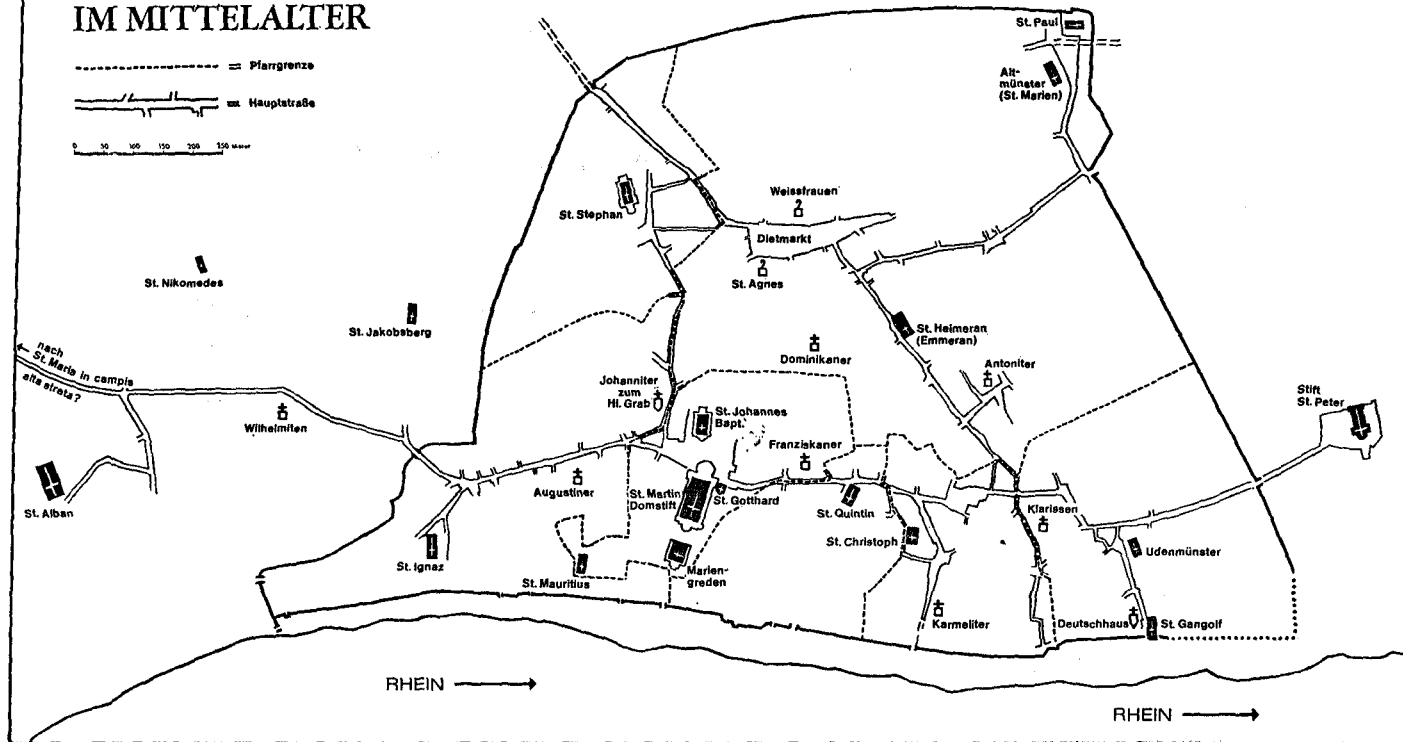 IM MITTELALTER
= Pfarrgrenze
= Hauptstraße
0 50 100 150 200 250 Meter
St. Paul
Alt-
münster
(St. Marien)
Weissfrauen
St. Stephan
Dietmarkt
St. Agnes
St. Nikomedes
St. Jakobsberg
St. Heimeran
(Emmeran)
Dominikaner
Antoniter
← nach
St. Maria in campis
alta strata?
Johanniter
zum
Hl. Grab
St. Johannes
Bapt.
Stift
St. Peter
Wilhelmiten
Franziskaner
Augustiner
St. Martin
Domstift
St. Gotthard
St. Quintin
Klarissen
St. Alban
St. Christoph
Udenmünster
St. Ignaz
St. Mauritius
Marien-
greden
Karmeliter
Deutschhaus
St. Gangolf
RHEIN
RHEIN